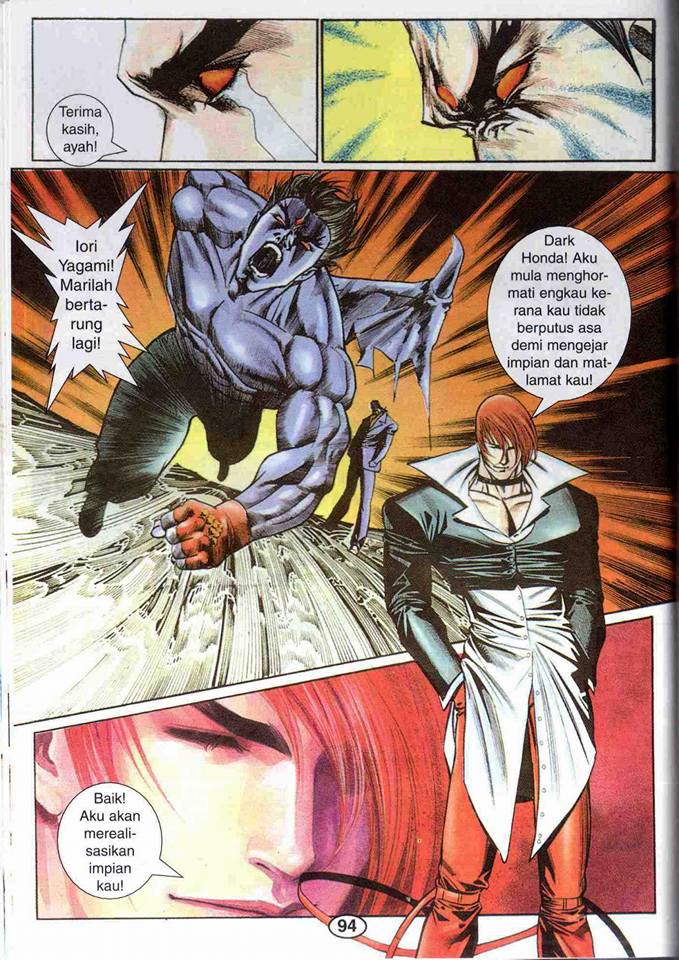 Terima
kasih,
ayah!
Iori
Yagami!
Marilah
berta-
rung
lagi!
Dark
Honda! Aku
mula menghor-
mati engkau ke-
rana kau tidak
berputus asa
demi mengejar
impian dan mat-
lamat kau!
Baik!
Aku akan
mereali-
sasikan
impian
kau!
94